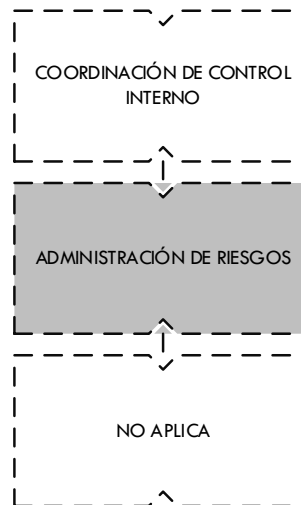 COORDINACIÓN DE CONTROL
INTERNO
ADMINISTRACIÓN DE RIESGOS
NO APLICA